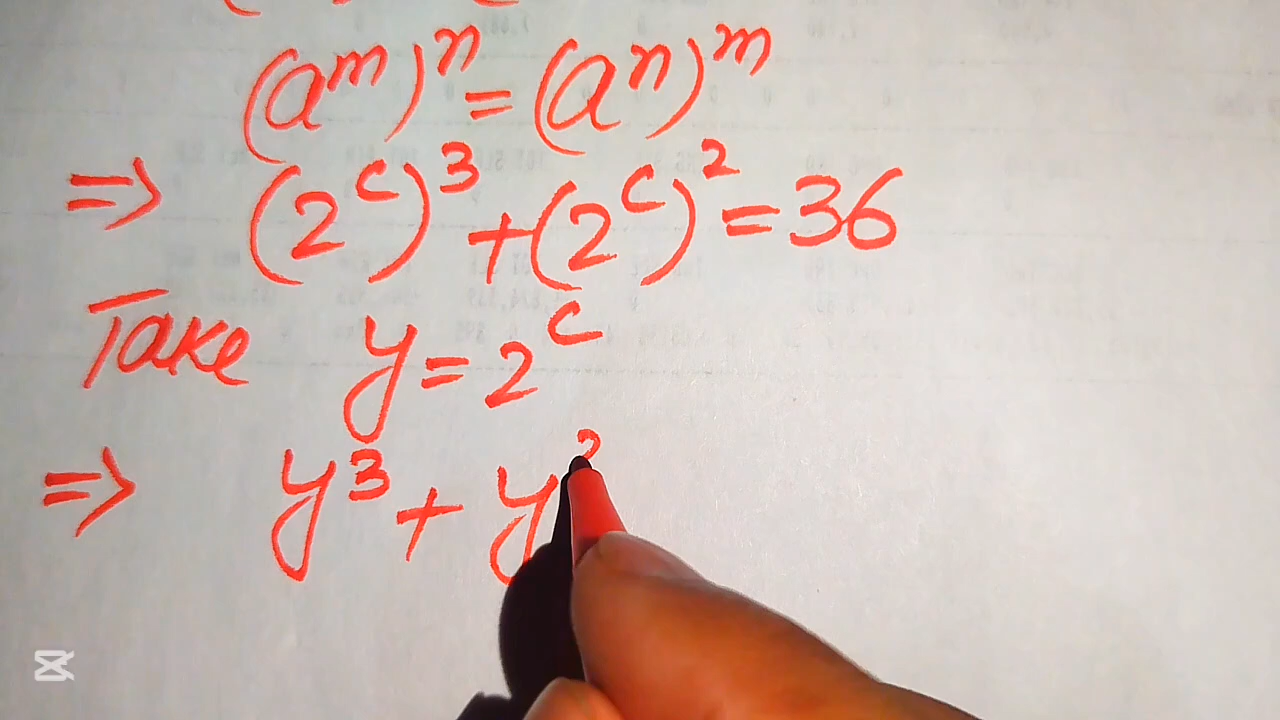 (a^m)^n = (a^n)^m
⇒ (2^c)^3 + (2^c)^2 = 36
Take y = 2^c
⇒ y^3 + y^2